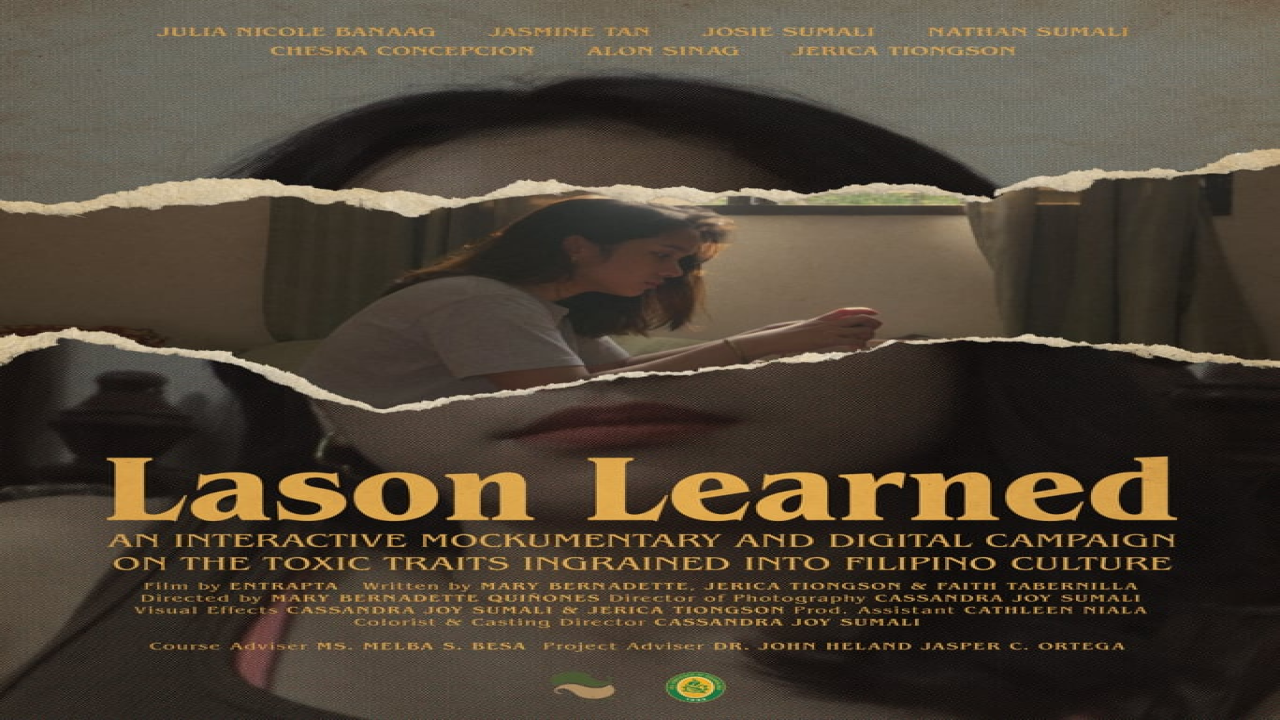 JULIA NICOLE BANAAG JASMINE TAN JOSIE SUMALI NATHAN SUMALI
CHESKA CONCEPCION ALON SINAG JERICA TIONGSON
Lason Learned
AN INTERACTIVE MOCKUMENTARY AND DIGITAL CAMPAIGN
ON THE TOXIC TRAITS INGRAINED INTO FILIPINO CULTURE
Film by ENTRAPTA Written by MARY BERNADETTE, JERICA TIONGSON & FAITH TABERNILLA
Directed by MARY BERNADETTE QUIÑONES Director of Photography CASSANDRA JOY SUMALI
Visual Effects CASSANDRA JOY SUMALI & JERICA TIONGSON Prod. Assistant CATHLEEN NIALA
Colorist & Casting Director CASSANDRA JOY SUMALI
Course Adviser MS. MELBA S. BESA Project Adviser DR. JOHN HELAND JASPER C. ORTEGA